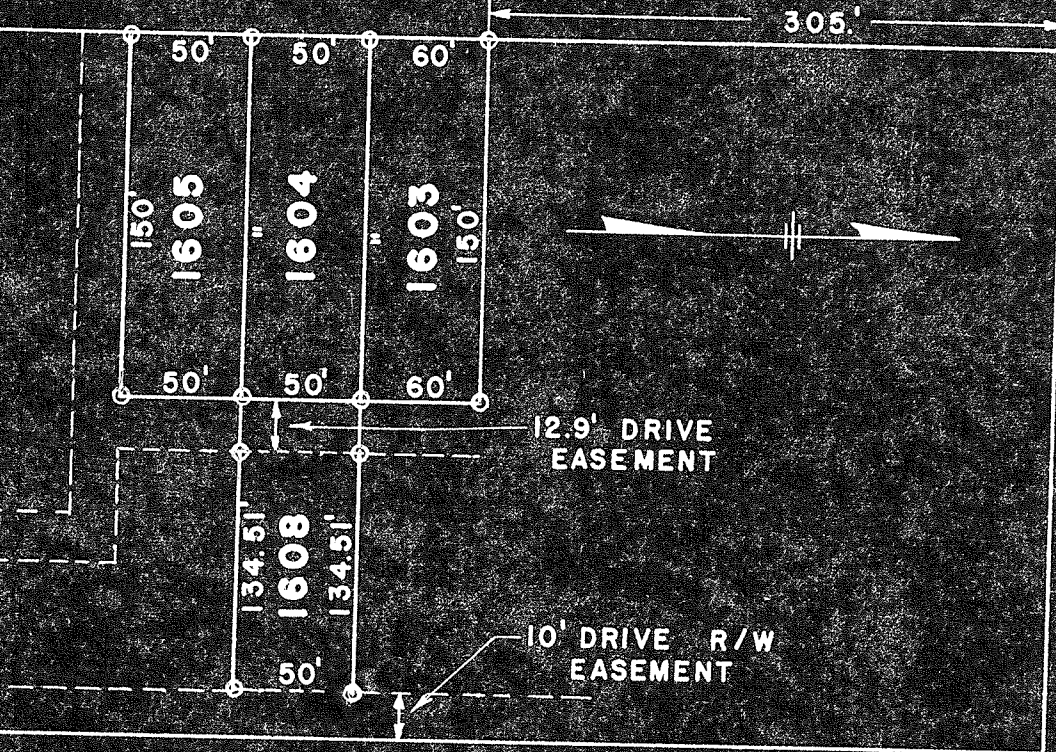 305.'
50' 50' 60'
150' 1605 " 1604 " 1603 150'
50' 50' 60'
12.9' DRIVE
EASEMENT
134.51' 1608 134.51'
10' DRIVE R/W
EASEMENT
50'